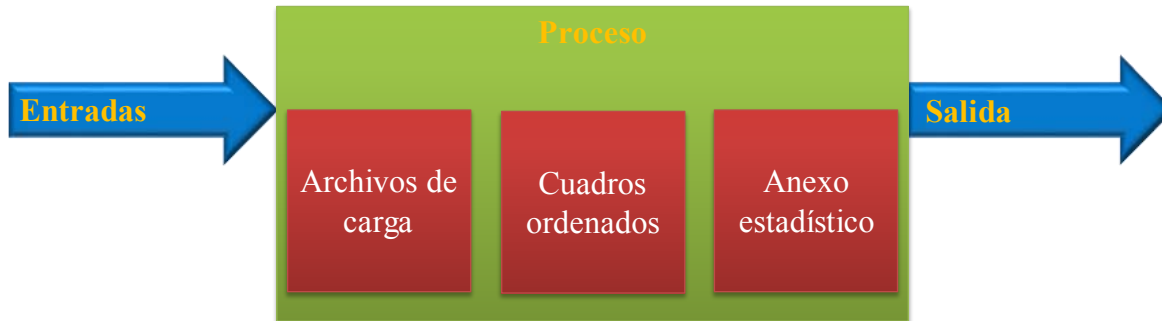 Proceso
Entradas
Salida
Archivos de
carga
Cuadros
ordenados
Anexo
estadístico